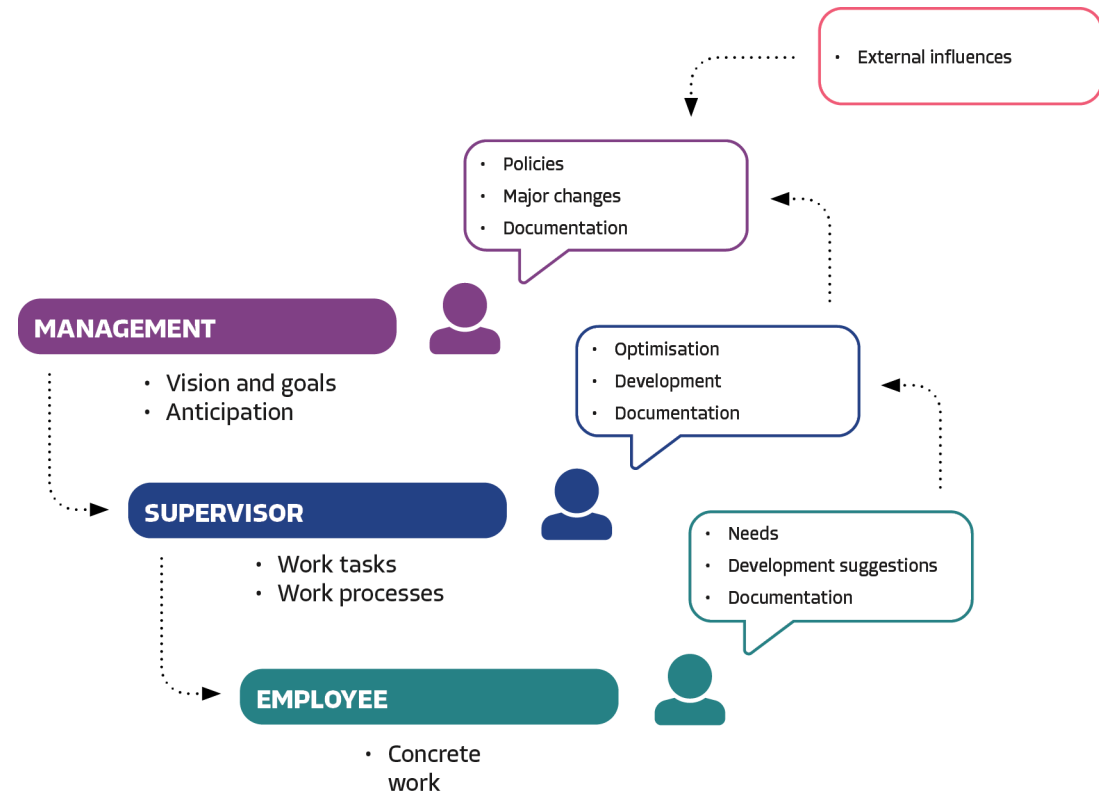 • External influences
• Policies
• Major changes
• Documentation
MANAGEMENT
• Vision and goals
• Anticipation
• Optimisation
• Development
• Documentation
SUPERVISOR
• Work tasks
• Work processes
• Needs
• Development suggestions
• Documentation
EMPLOYEE
• Concrete
work